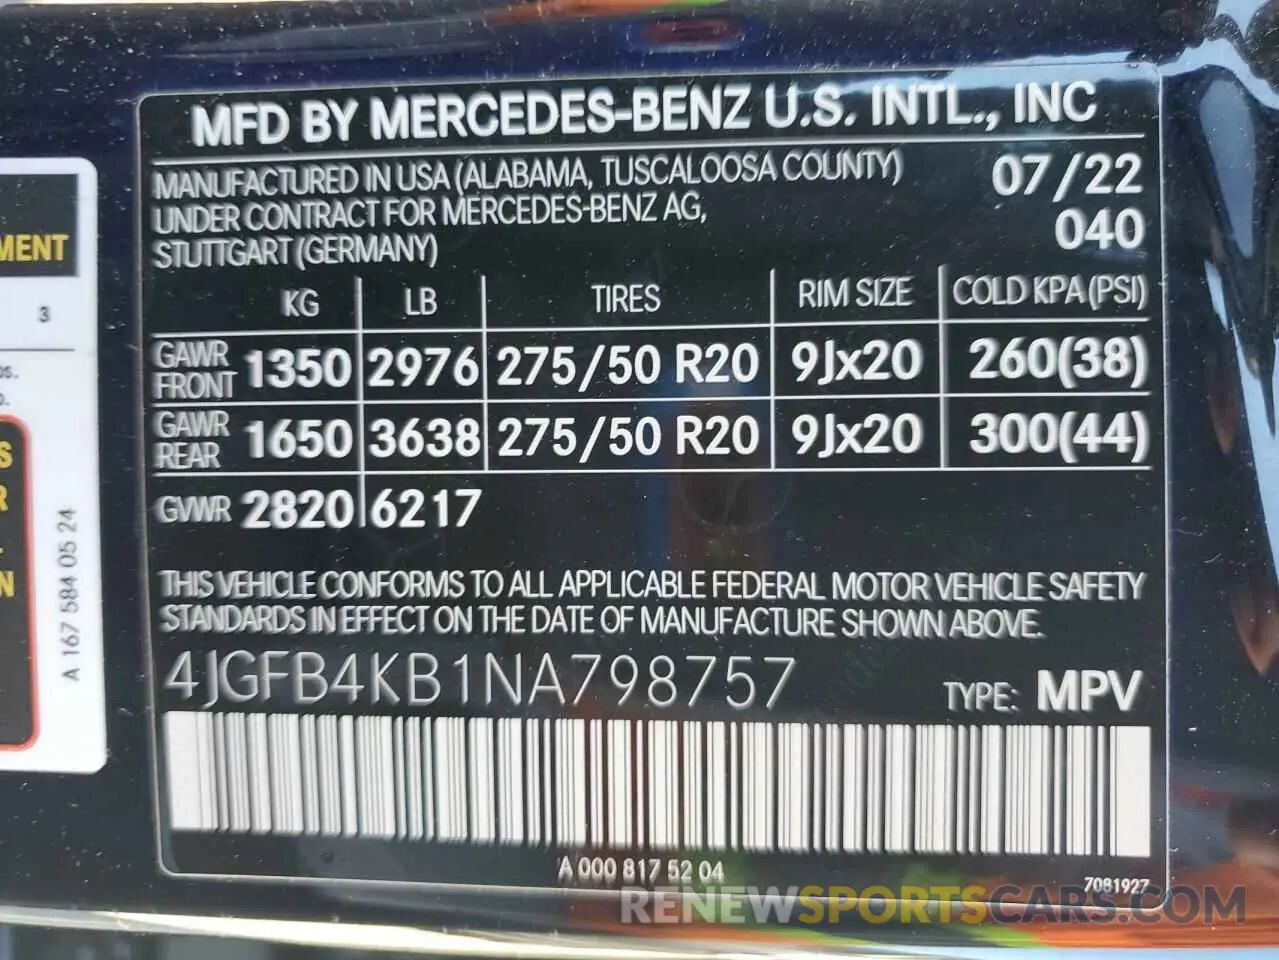 MFD BY MERCEDES-BENZ U.S. INTL., INC
MANUFACTURED IN USA (ALABAMA, TUSCALOOSA COUNTY) 07/22
UNDER CONTRACT FOR MERCEDES-BENZ AG, 040
STUTTGART (GERMANY)
KG LB TIRES RIM SIZE COLD KPA (PSI)
GAWR FRONT 1350 2976 275/50 R20 9Jx20 260(38)
GAWR REAR 1650 3638 275/50 R20 9Jx20 300(44)
GVWR 2820 6217
THIS VEHICLE CONFORMS TO ALL APPLICABLE FEDERAL MOTOR VEHICLE SAFETY
STANDARDS IN EFFECT ON THE DATE OF MANUFACTURE SHOWN ABOVE.
4JGFB4KB1NA798757 TYPE: MPV
A 000 817 52 04
7081927
MENT
3
A 167 584 05 24
RENEWSPORTSCARS.COM